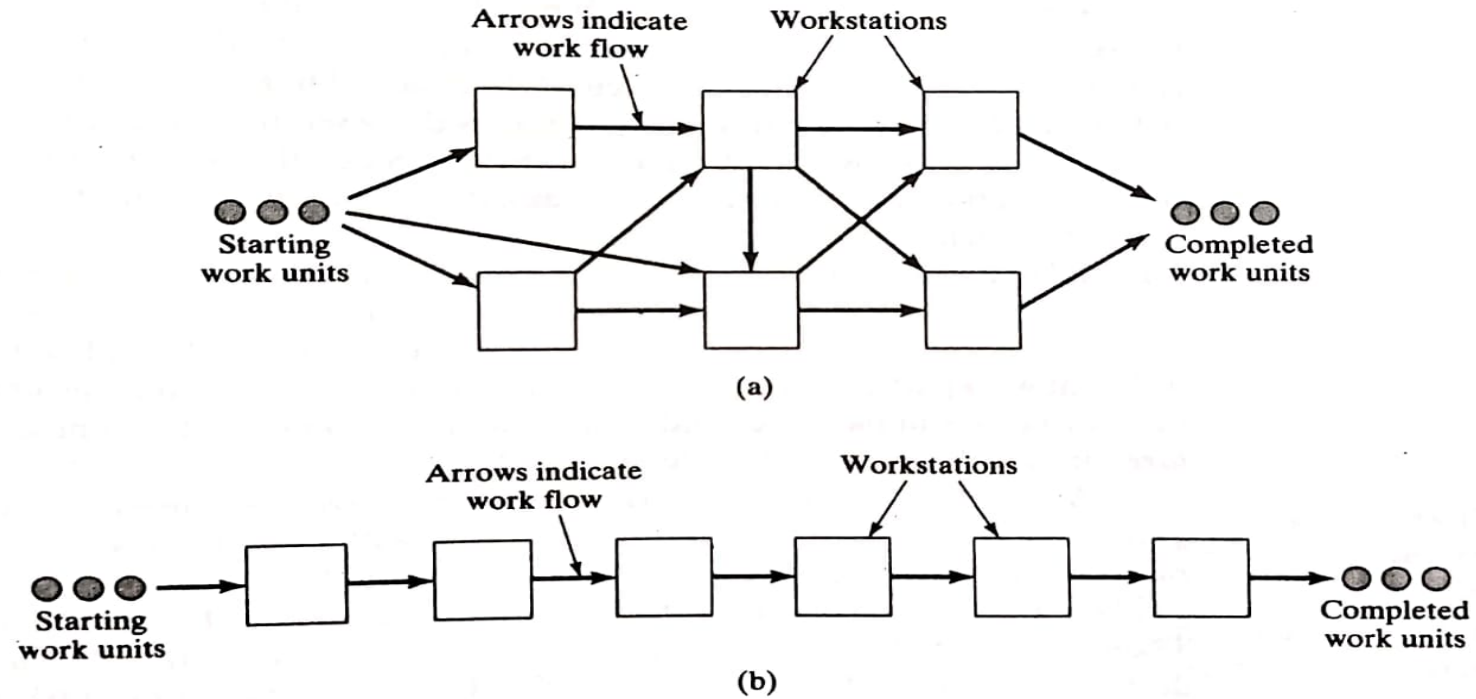 Arrows indicate
work flow
Workstations
Starting
work units
Completed
work units
(a)
Arrows indicate
work flow
Workstations
Starting
work units
Completed
work units
(b)